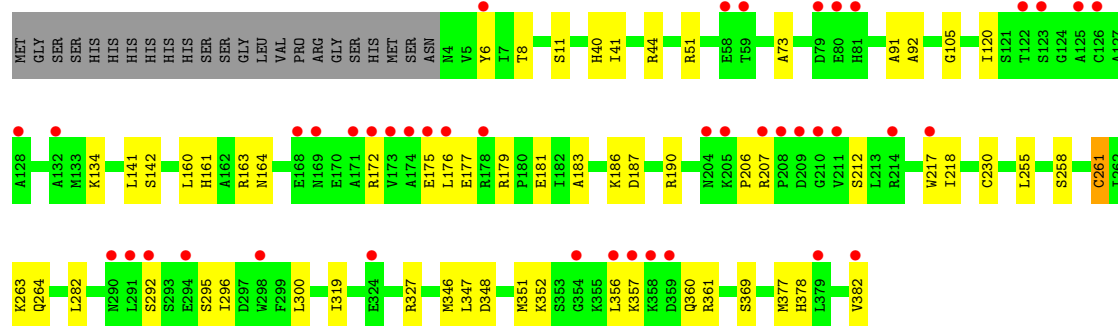 MET GLY SER SER HIS HIS HIS HIS HIS HIS SER SER GLY LEU VAL PRO ARG GLY SER HIS MET SER ASN N4 V5 Y6 I7 T8 S11 H40 I41 R44 R51 E58 T59 A73 D79 E80 H81 A91 A92 G105 I120 S121 T122 S123 G124 A125 C126 A127
A128 A132 M133 K134 L141 S142 L160 H161 A162 R163 N164 E168 N169 E170 A171 R172 V173 A174 E175 L176 E177 R178 R179 P180 E181 I182 A183 K186 D187 R190 N204 K205 P206 R207 P208 D209 G210 V211 S212 L213 R214 W217 I218 C230 L255 S258 C261 I262
K263 Q264 L282 N290 L291 S292 S293 E294 S295 I296 D297 W298 F299 L300 I319 E324 R327 M346 L347 D348 M351 K352 S353 G354 K355 L356 K357 K358 D359 Q360 R361 S369 M377 H378 L379 V382